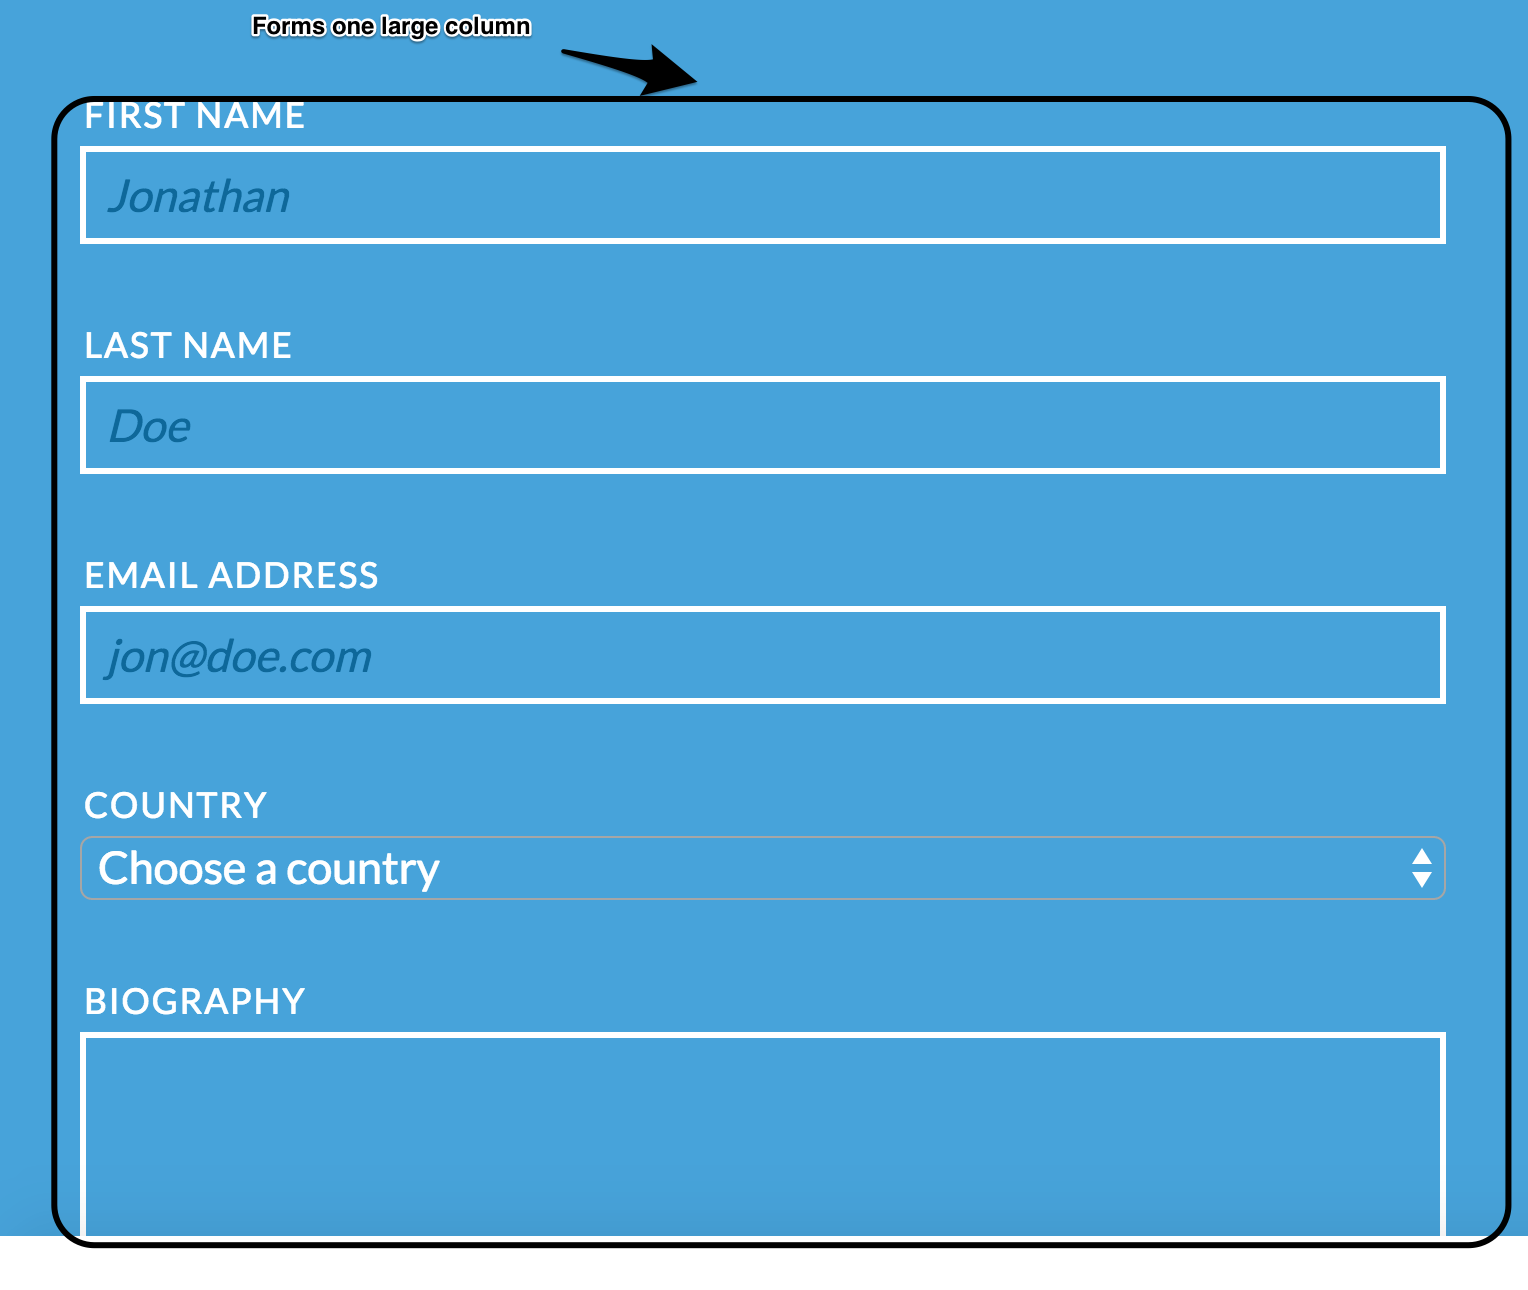 Forms one large column
FIRST NAME
Jonathan
LAST NAME
Doe
EMAIL ADDRESS
jon@doe.com
COUNTRY
Choose a country
BIOGRAPHY